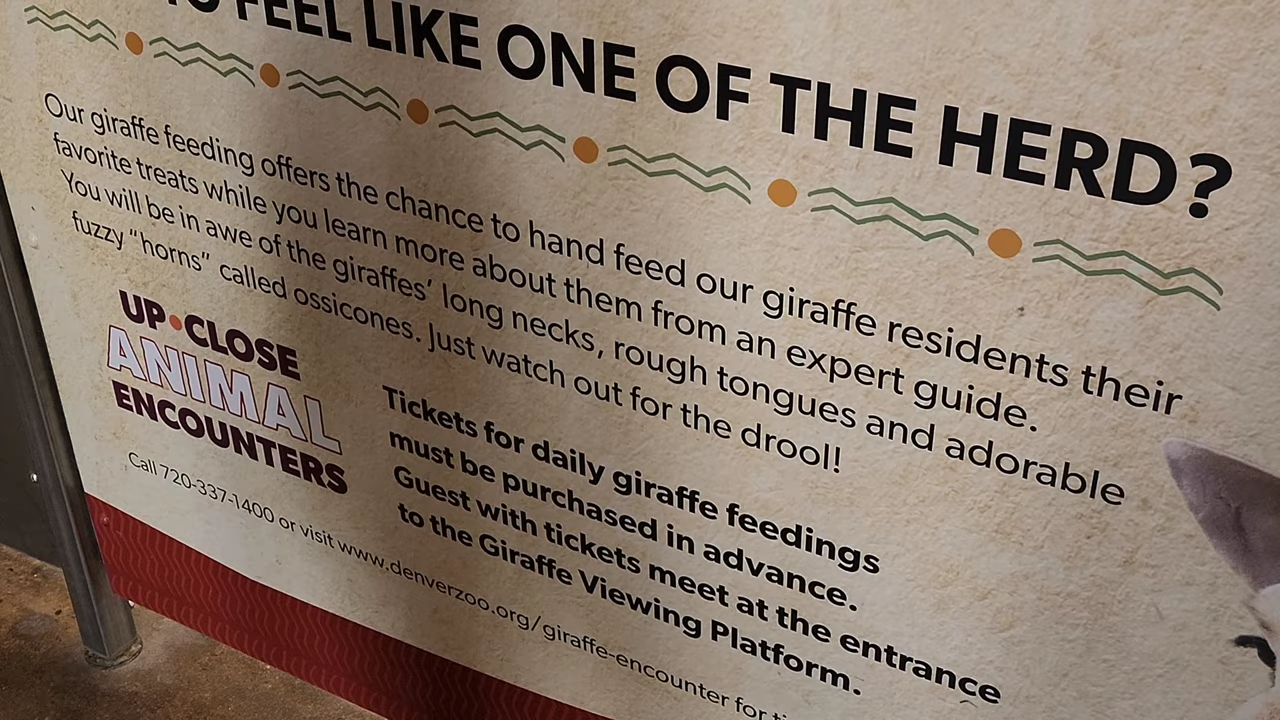 FEEL LIKE ONE OF THE HERD?
Our giraffe feeding offers the chance to hand feed our giraffe residents their
favorite treats while you learn more about them from an expert guide.
You will be in awe of the giraffes’ long necks, rough tongues and adorable
fuzzy “horns” called ossicones. Just watch out for the drool!
UP•CLOSE
ANIMAL
ENCOUNTERS
Tickets for daily giraffe feedings
must be purchased in advance.
Guest with tickets meet at the entrance
to the Giraffe Viewing Platform.
Call 720-337-1400 or visit www.denverzoo.org/giraffe-encounter for